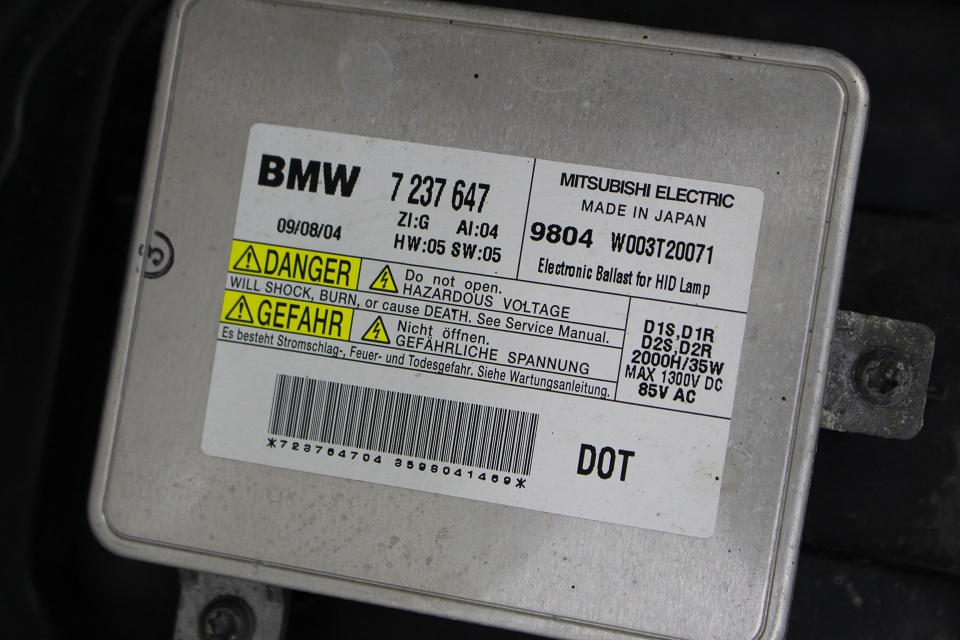 BMW 7 237 647
09/08/04 ZI:G AI:04
HW:05 SW:05
MITSUBISHI ELECTRIC
MADE IN JAPAN
9804 W003T20071
Electronic Ballast for HID Lamp
DANGER Do not open.
HAZARDOUS VOLTAGE
WILL SHOCK, BURN, or cause DEATH. See Service Manual.
GEFAHR Nicht öffnen.
GEFÄHRLICHE SPANNUNG
Es besteht Stromschlag-, Feuer- und Todesgefahr. Siehe Wartungsanleitung.
D1S,D1R
D2S,D2R
2000H/35W
MAX 1300V DC
85V AC
*723764704 3598041469*
DOT
3